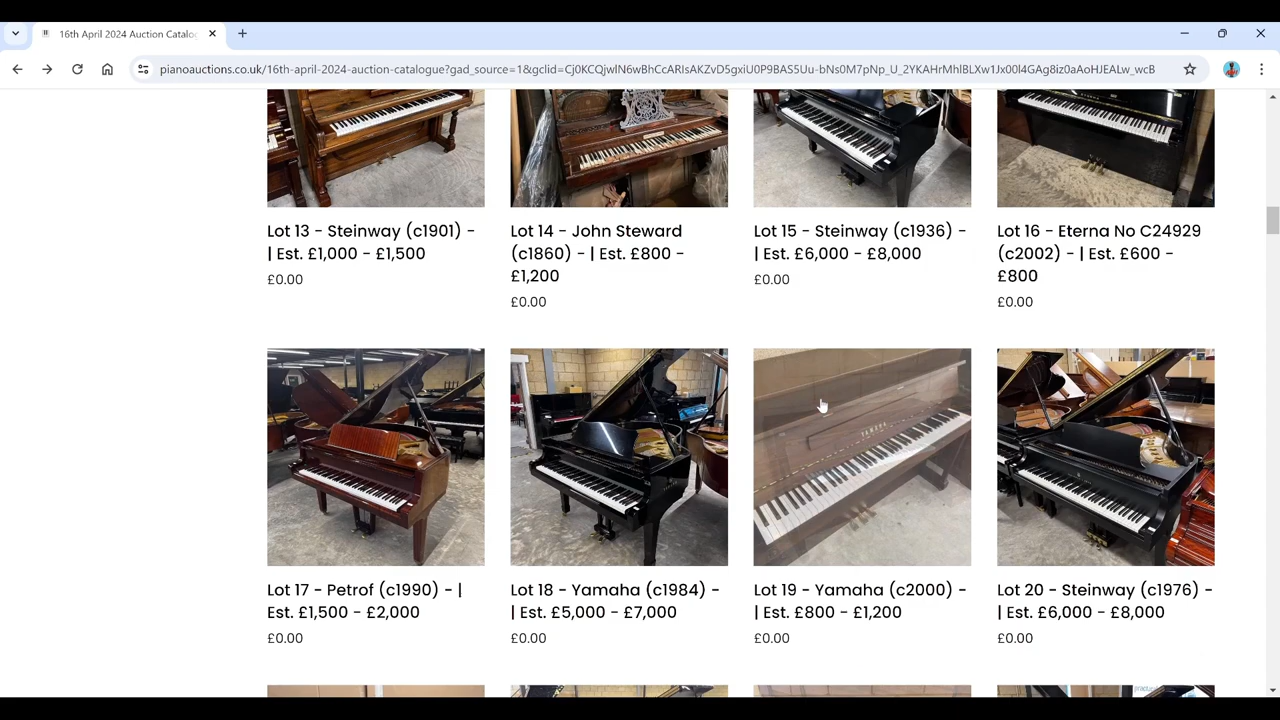 16th April 2024 Auction Catalo
pianoauctions.co.uk/16th-april-2024-auction-catalogue?gad_source=1&gclid=Cj0KCQjwlN6wBhCcARIsAKZvD5gxiU0P9BAS5Uu-bNs0M7pNp_U_2YKAHrMhlBLXw1Jx00l4GAg8iz0aAoHJEALw_wcB
Lot 13 - Steinway (c1901) -
| Est. £1,000 - £1,500
£0.00
Lot 14 - John Steward
(c1860) - | Est. £800 -
£1,200
£0.00
Lot 15 - Steinway (c1936) -
| Est. £6,000 - £8,000
£0.00
Lot 16 - Eterna No C24929
(c2002) - | Est. £600 -
£800
£0.00
YAMAHA
Lot 17 - Petrof (c1990) - |
Est. £1,500 - £2,000
£0.00
Lot 18 - Yamaha (c1984) -
| Est. £5,000 - £7,000
£0.00
Lot 19 - Yamaha (c2000) -
| Est. £800 - £1,200
£0.00
Lot 20 - Steinway (c1976) -
| Est. £6,000 - £8,000
£0.00